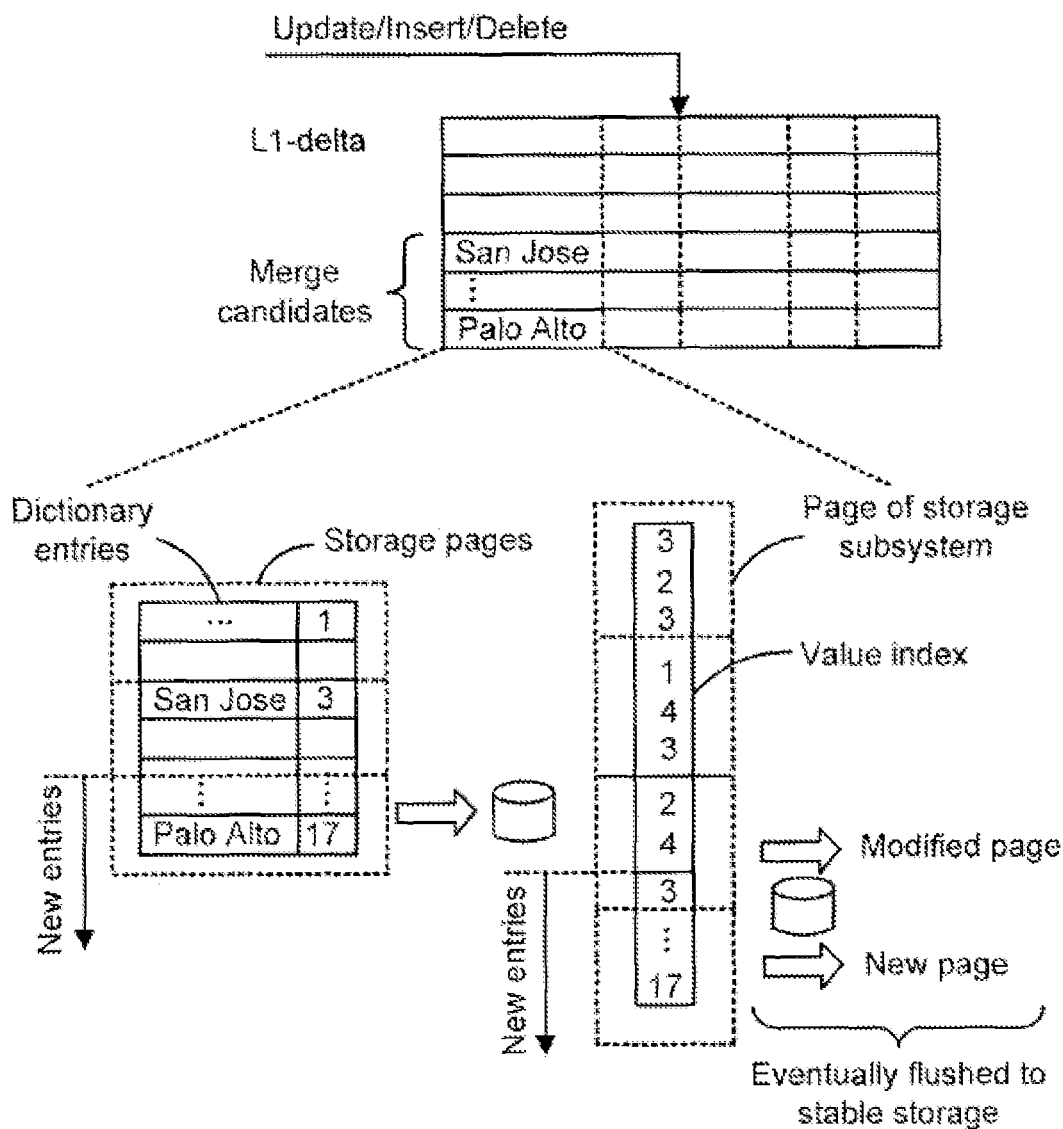 Update/Insert/Delete
L1-delta
San Jose
Merge
candidates
⋮
Palo Alto
Dictionary
entries
Storage pages
Page of storage
subsystem
... 1
San Jose 3
⋮ ⋮
Palo Alto 17
New entries
3
2
3
1
4
3
2
4
3
⋮
17
Value index
New entries
Modified page
New page
Eventually flushed to
stable storage